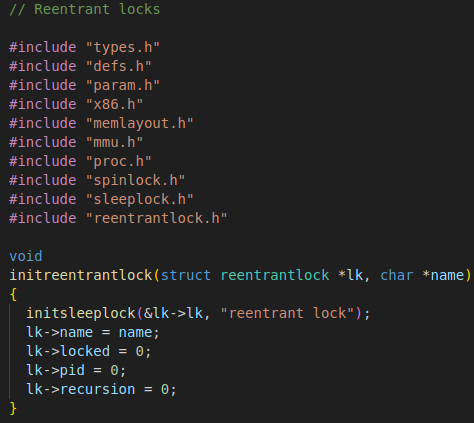 // Reentrant locks
#include "types.h"
#include "defs.h"
#include "param.h"
#include "x86.h"
#include "memlayout.h"
#include "mmu.h"
#include "proc.h"
#include "spinlock.h"
#include "sleeplock.h"
#include "reentrantlock.h"
void
initreentrantlock(struct reentrantlock *lk, char *name)
{
  initsleeplock(&lk->lk, "reentrant lock");
  lk->name = name;
  lk->locked = 0;
  lk->pid = 0;
  lk->recursion = 0;
}